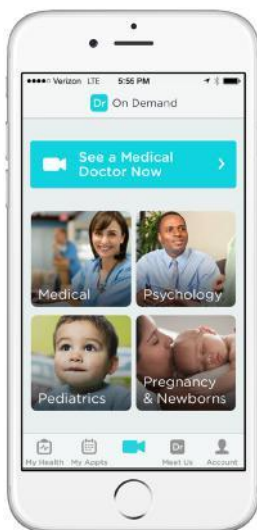 Verizon LTE 5:56 PM
Dr On Demand
See a Medical
Doctor Now
Medical
Psychology
Pediatrics
Pregnancy
& Newborns
My Health My Appts Meet Us Account
Dr